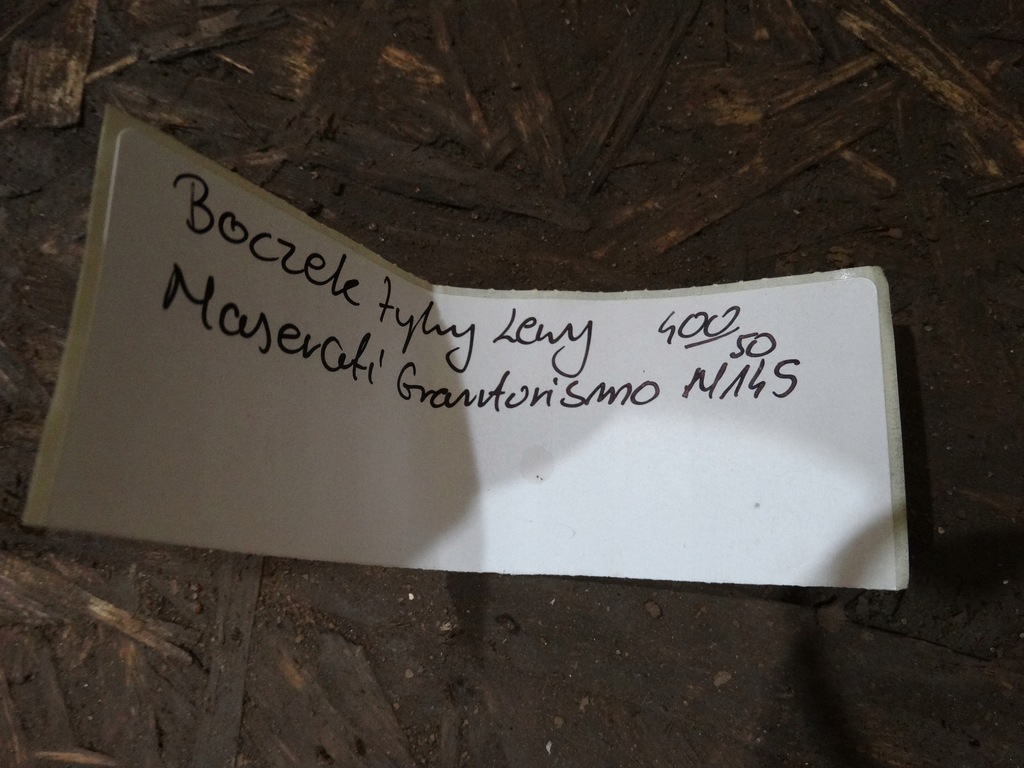 Boczek tylny Lewy 400 50
Maserati Granturismo M145